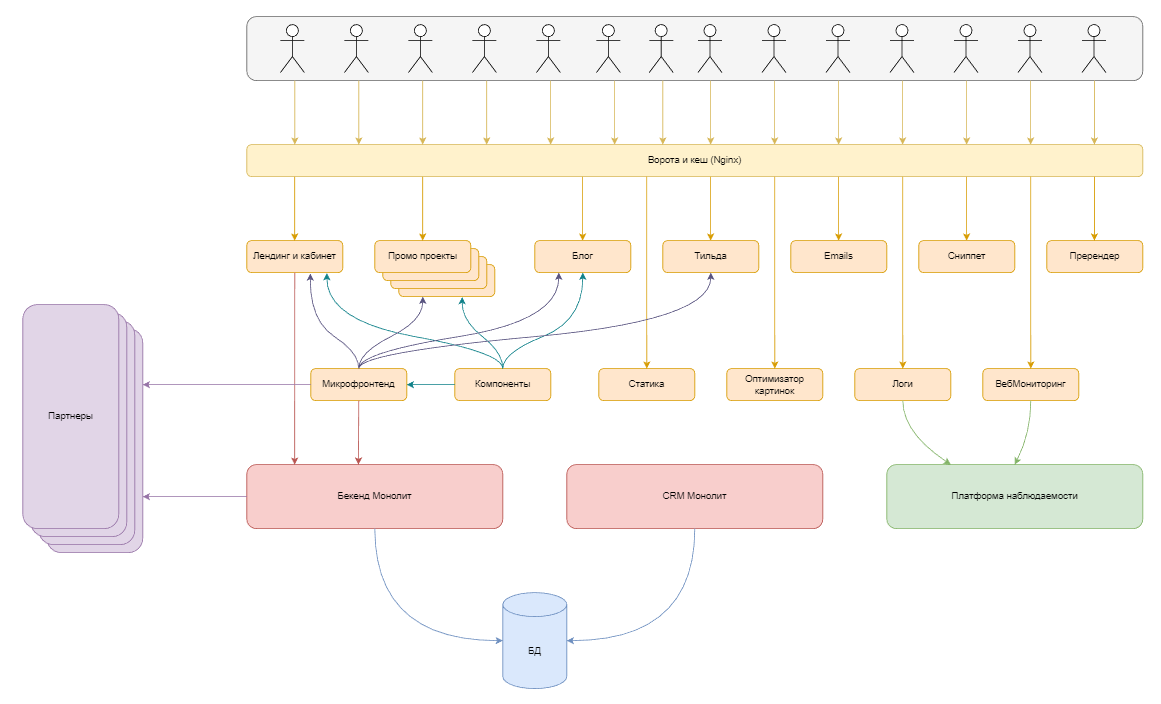 Ворота и кеш (Nginx)
Лендинг и кабинет
Промо проекты
Блог
Тильда
Emails
Сниппет
Пререндер
Микрофронтенд
Компоненты
Статика
Оптимизатор
картинок
Логи
ВебМониторинг
Партнеры
Бекенд Монолит
CRM Монолит
Платформа наблюдаемости
БД